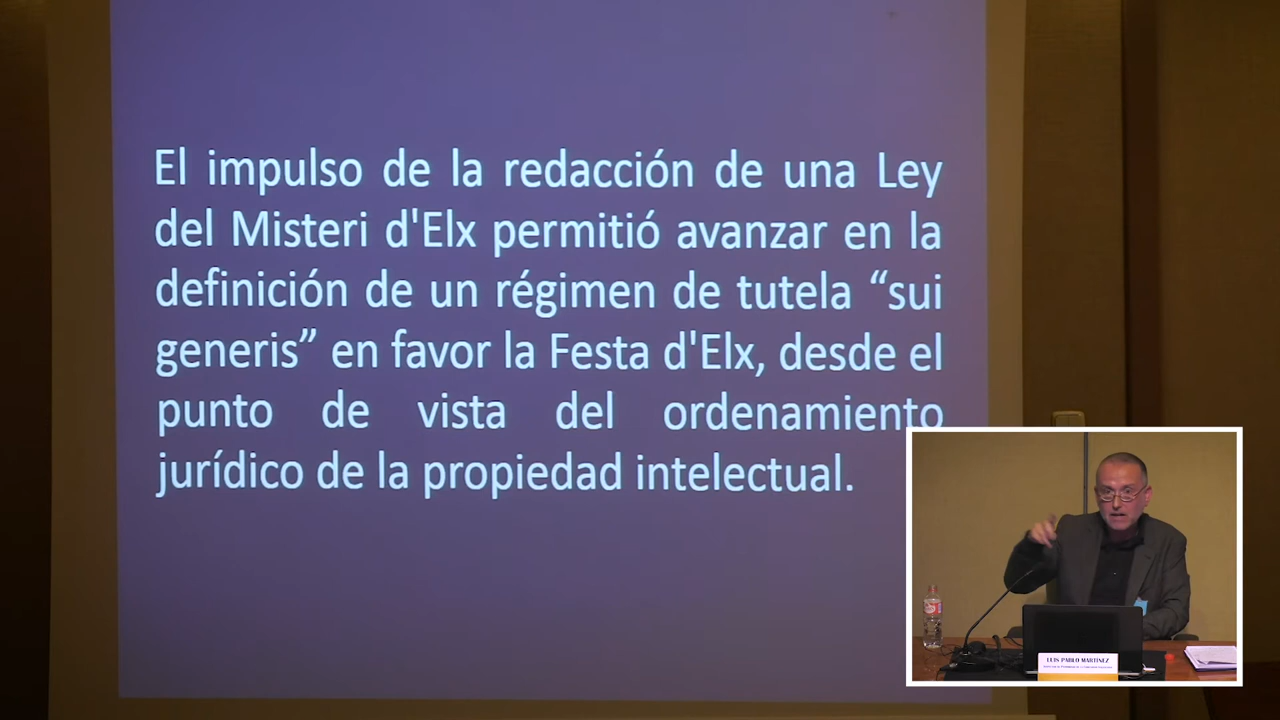 El impulso de la redacción de una Ley
del Misteri d'Elx permitió avanzar en la
definición de un régimen de tutela “sui
generis” en favor la Festa d'Elx, desde el
punto de vista del ordenamiento
jurídico de la propiedad intelectual.
LUIS PABLO MARTÍNEZ